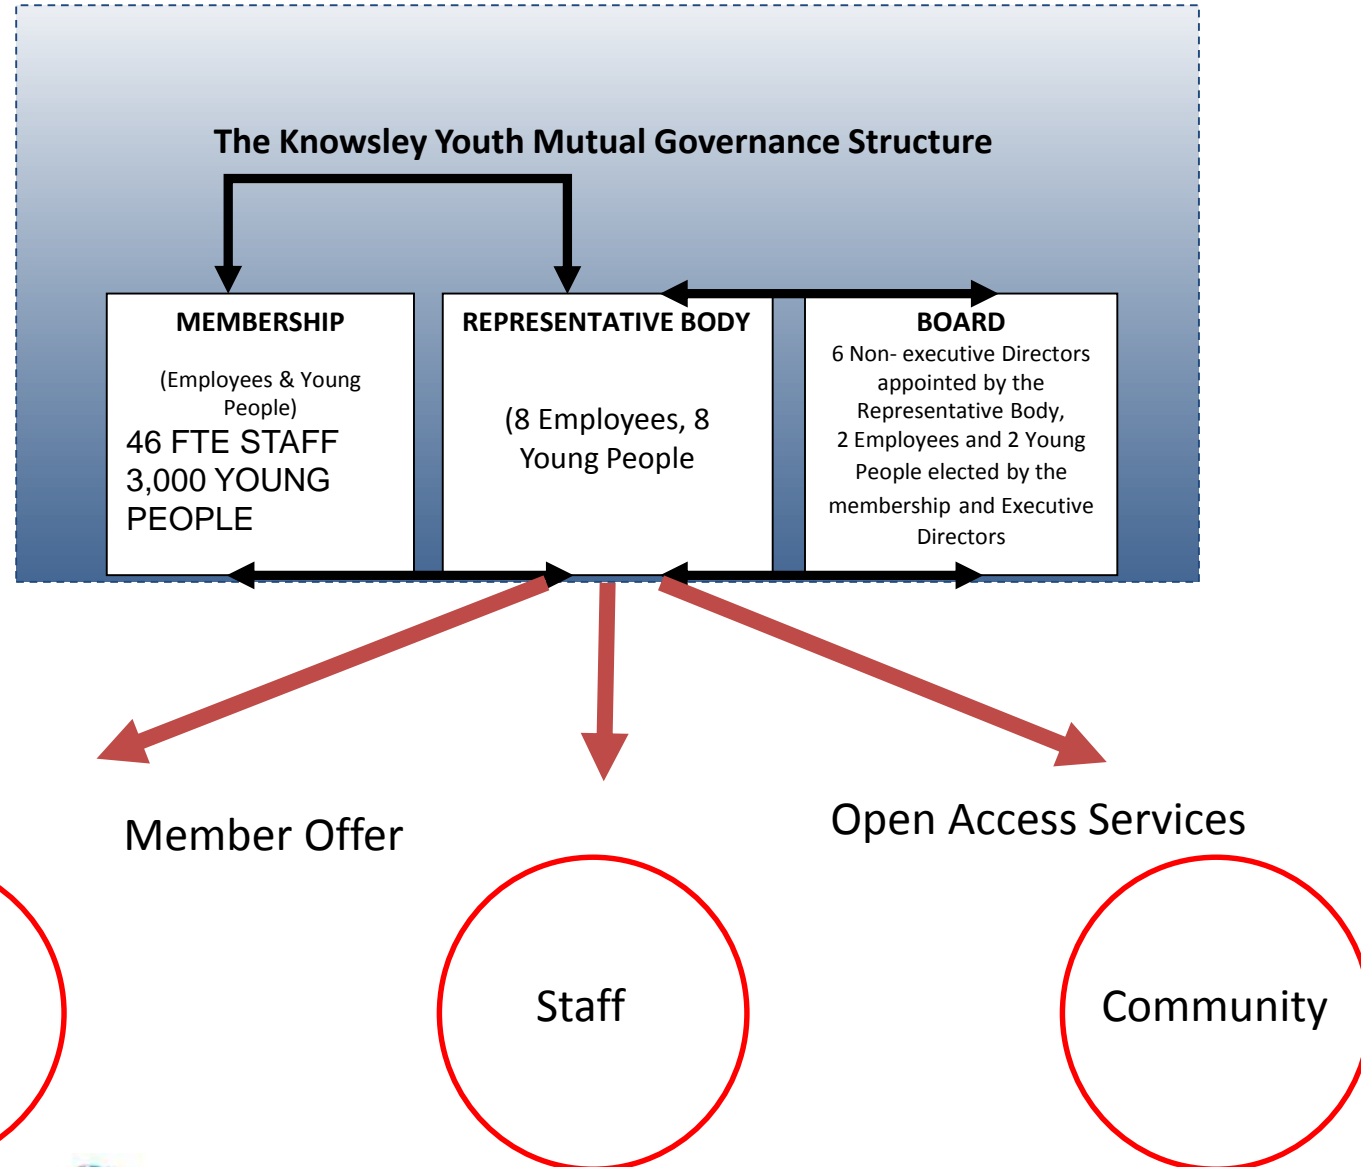 The Knowsley Youth Mutual Governance Structure
MEMBERSHIP
(Employees & Young
People)
46 FTE STAFF
3,000 YOUNG
PEOPLE
REPRESENTATIVE BODY
(8 Employees, 8
Young People
BOARD
6 Non- executive Directors
appointed by the
Representative Body,
2 Employees and 2 Young
People elected by the
membership and Executive
Directors
Member Offer
Open Access Services
Staff
Community